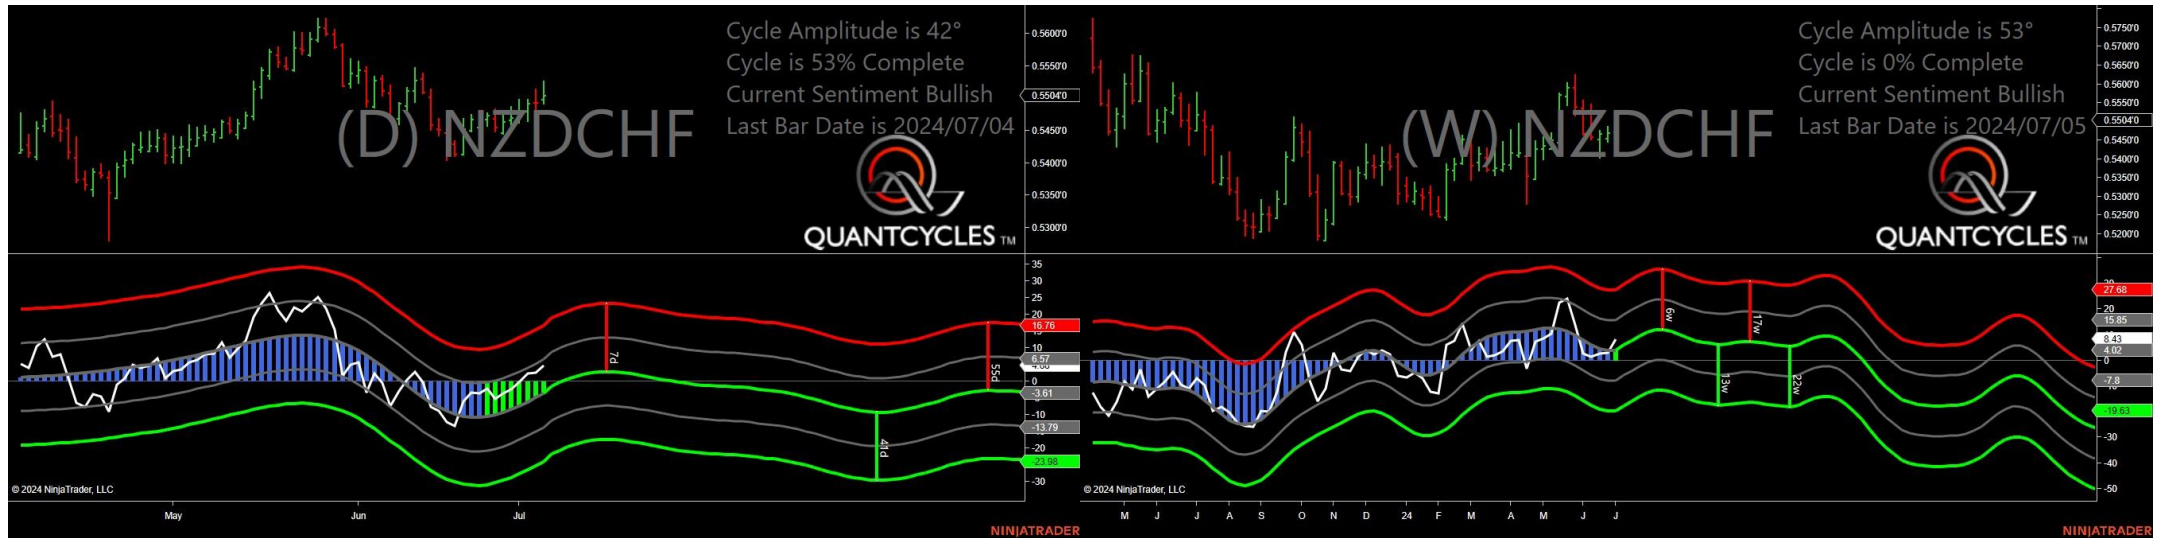 Cycle Amplitude is 42°
Cycle is 53% Complete
Current Sentiment Bullish
Last Bar Date is 2024/07/04
(D) NZDCHF
QUANTCYCLES TM
0.5600'0
0.5550'0
0.5504'0
0.5450'0
0.5400'0
0.5350'0
0.5300'0
35
30
25
20
16.76
10
6.57
0
-3.61
-10
-13.79
-20
-23.98
-30
7d
41d
55d
© 2024 NinjaTrader, LLC
May Jun Jul
NINJATRADER
Cycle Amplitude is 53°
Cycle is 0% Complete
Current Sentiment Bullish
Last Bar Date is 2024/07/05
(W) NZDCHF
QUANTCYCLES TM
0.5750'0
0.5700'0
0.5650'0
0.5600'0
0.5550'0
0.5504'0
0.5450'0
0.5400'0
0.5350'0
0.5300'0
0.5250'0
0.5200'0
27.68
20
15.85
8.43
4.02
0
-7.8
-19.63
-30
-40
-50
6w
17w
13w
22w
© 2024 NinjaTrader, LLC
M J J A S O N D 24 F M A M J J
NINJATRADER